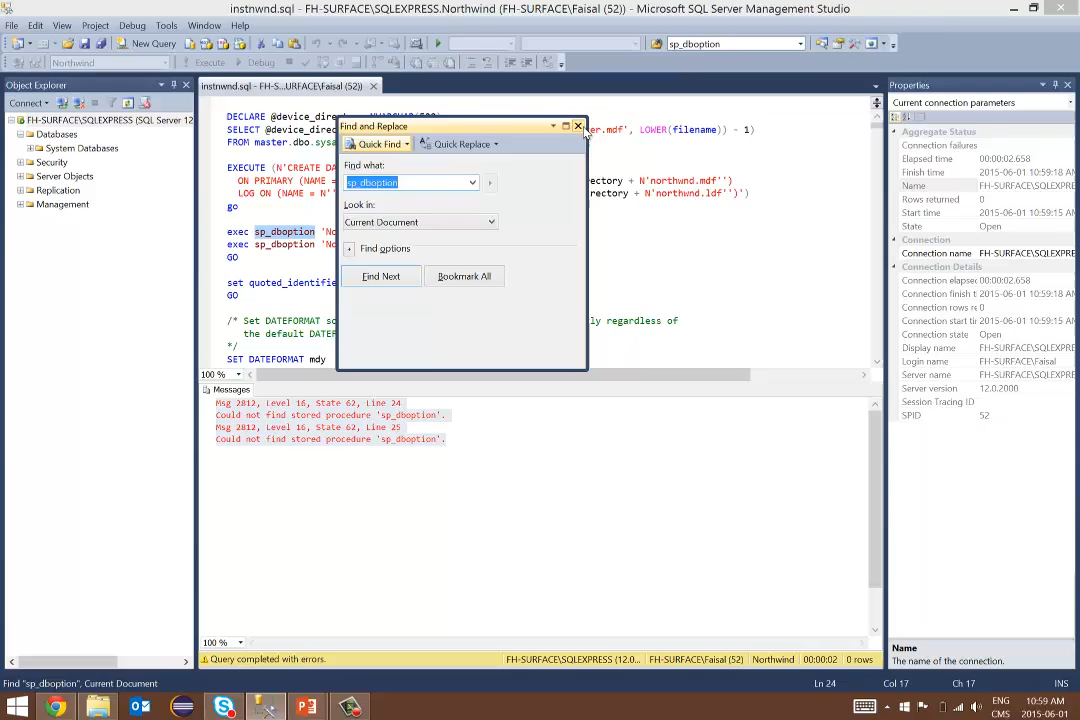 instnwnd.sql - FH-SURFACE\SQLEXPRESS.Northwind (FH-SURFACE\Faisal (52)) - Microsoft SQL Server Management Studio
File Edit View Project Debug Tools Window Help
New Query
sp_dboption
Northwind
Execute
Debug
Object Explorer
Connect
FH-SURFACE\SQLEXPRESS (SQL Server 12
Databases
System Databases
Security
Server Objects
Replication
Management
instnwnd.sql - FH-S...URFACE\Faisal (52))
DECLARE @device_dire
SELECT @device_direc er.mdf', LOWER(filename)) - 1)
FROM master.dbo.sysa
EXECUTE (N'CREATE DA
ON PRIMARY (NAME = rectory + N'northwnd.mdf'')
LOG ON (NAME = N'' rectory + N'northwnd.ldf'')')
go
exec sp_dboption 'No
exec sp_dboption 'No
GO
set quoted_identifie
GO
/* Set DATEFORMAT so ly regardless of
the default DATEF
*/
SET DATEFORMAT mdy
100 %
Find and Replace
Quick Find
Quick Replace
Find what:
sp_dboption
Look in:
Current Document
Find options
Find Next
Bookmark All
Messages
Msg 2812, Level 16, State 62, Line 24
Could not find stored procedure 'sp_dboption'.
Msg 2812, Level 16, State 62, Line 25
Could not find stored procedure 'sp_dboption'.
100 %
Query completed with errors.
FH-SURFACE\SQLEXPRESS (12.0... FH-SURFACE\Faisal (52) Northwind 00:00:02 0 rows
Properties
Current connection parameters
Aggregate Status
Connection failures
Elapsed time 00:00:02.658
Finish time 2015-06-01 10:59:18 AM
Name FH-SURFACE\SQLEXPRE
Rows returned 0
Start time 2015-06-01 10:59:15 AM
State Open
Connection
Connection name FH-SURFACE\SQLEXPRE
Connection Details
Connection elapse 00:00:02.658
Connection finish t 2015-06-01 10:59:18 AM
Connection rows re 0
Connection start tir 2015-06-01 10:59:15 AM
Connection state Open
Display name FH-SURFACE\SQLEXPRE
Login name FH-SURFACE\Faisal
Server name FH-SURFACE\SQLEXPRE
Server version 12.0.2000
Session Tracing ID
SPID 52
Name
The name of the connection.
Find "sp_dboption", Current Document
Ln 24 Col 17 Ch 17 INS
ENG
CMS
10:59 AM
2015-06-01